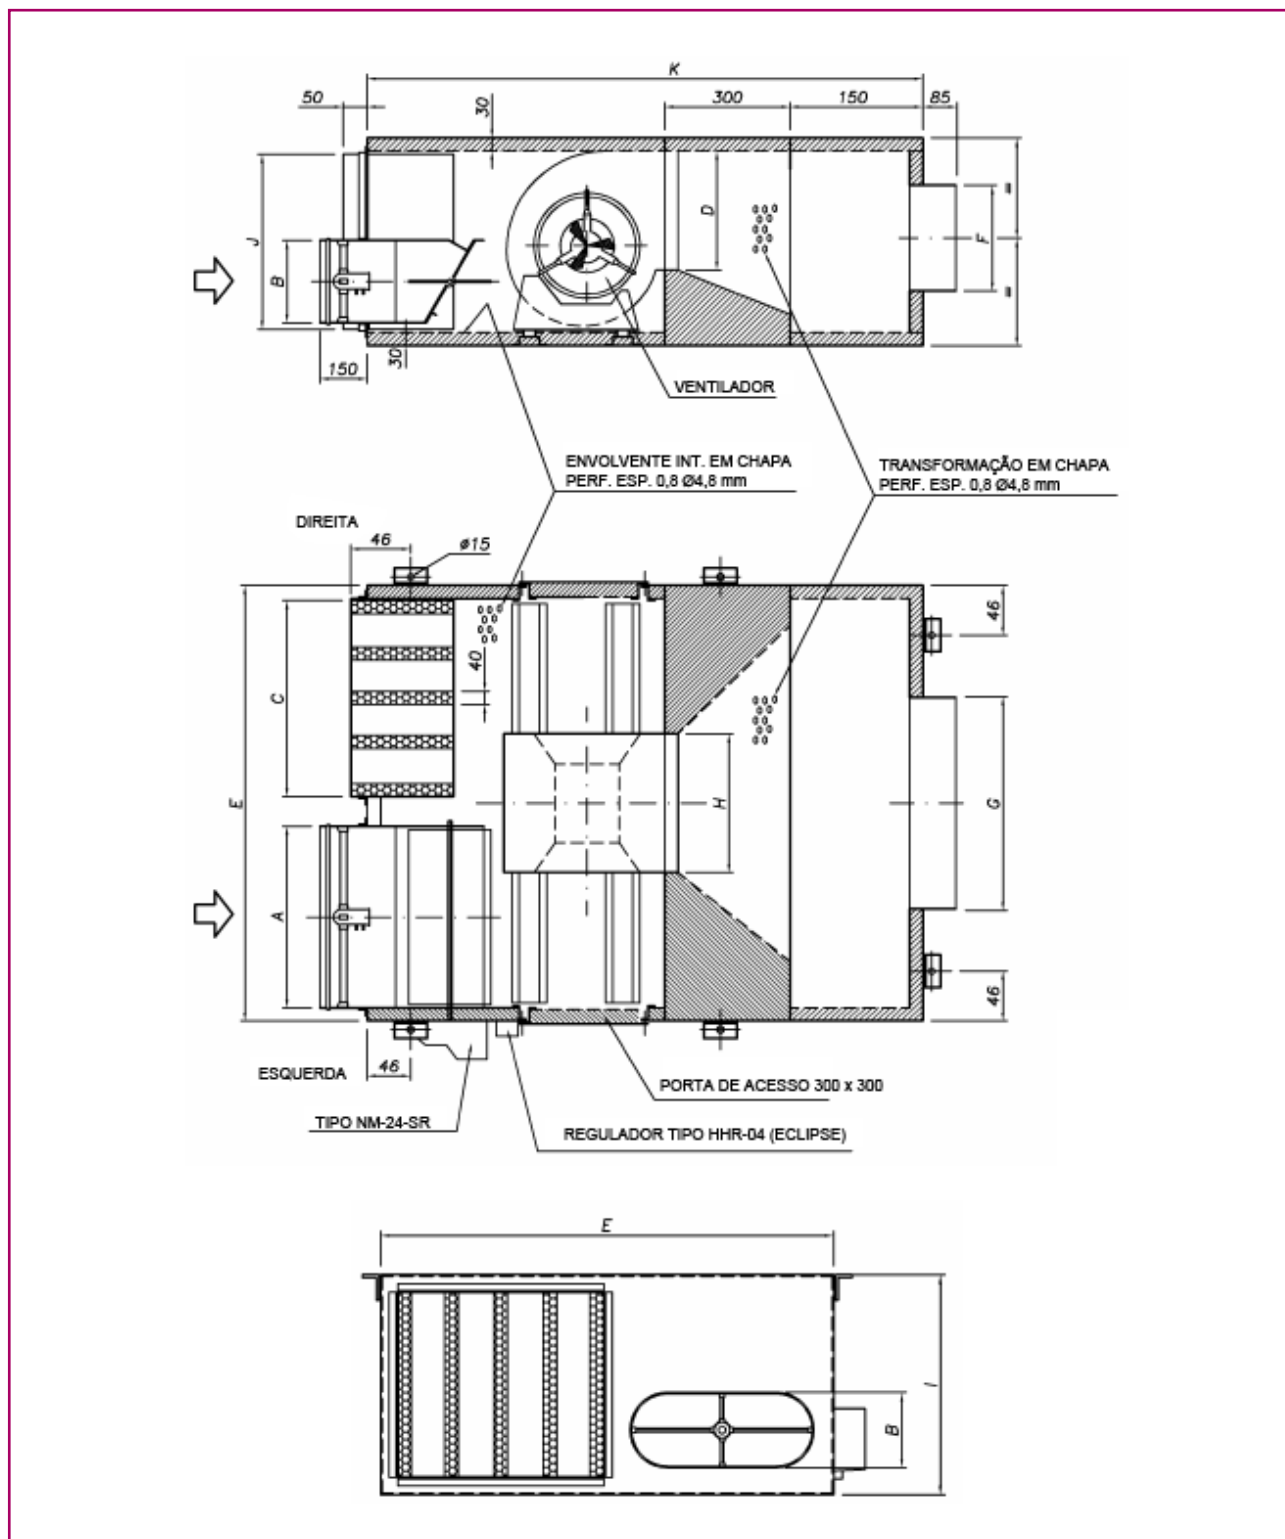 K
50
30
300
150
85
J
B
D
F
=
=
30
150
VENTILADOR
ENVOLVENTE INT. EM CHAPA
PERF. ESP. 0,8 Ø4,8 mm
TRANSFORMAÇÃO EM CHAPA
PERF. ESP. 0,8 Ø4,8 mm
DIREITA
46
ø15
46
40
C
E
H
G
A
46
46
ESQUERDA
PORTA DE ACESSO 300 x 300
TIPO NM-24-SR
REGULADOR TIPO HHR-04 (ECLIPSE)
E
I
B